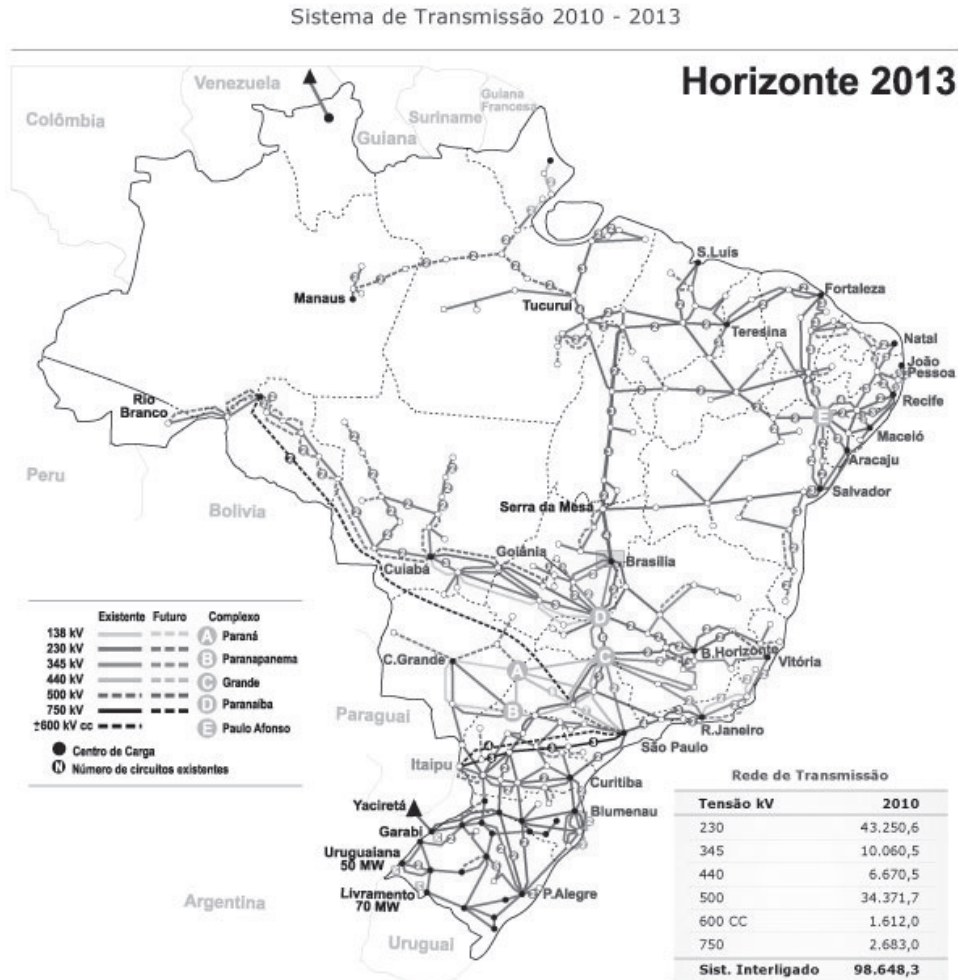 Sistema de Transmissão 2010 - 2013
Horizonte 2013
Venezuela
Colômbia
Guiana
Suriname
Guiana
Francesa
S.Luís
Manaus
Tucuruí
Fortaleza
Teresina
Natal
João
Pessoa
Recife
Rio
Branco
E
Maceió
Aracaju
Salvador
Peru
Bolivia
Serra da Mesa
Goiânia
Brasília
Cuiabá
D
B.Horizonte
Vitória
C
C.Grande
A
B
Paraguai
R.Janeiro
São Paulo
Itaipu
Curitiba
Yaciretá
Blumenau
Garabi
Uruguaiana
50 MW
Livramento
70 MW
P.Alegre
Argentina
Uruguai
Existente Futuro Complexo
138 kV A Paraná
230 kV
345 kV B Paranapanema
440 kV C Grande
500 kV D Paranaíba
750 kV
±600 kV cc E Paulo Afonso
Centro de Carga
N Número de circuitos existentes
Rede de Transmissão
Tensão kV 2010
230 43.250,6
345 10.060,5
440 6.670,5
500 34.371,7
600 CC 1.612,0
750 2.683,0
Sist. Interligado 98.648,3